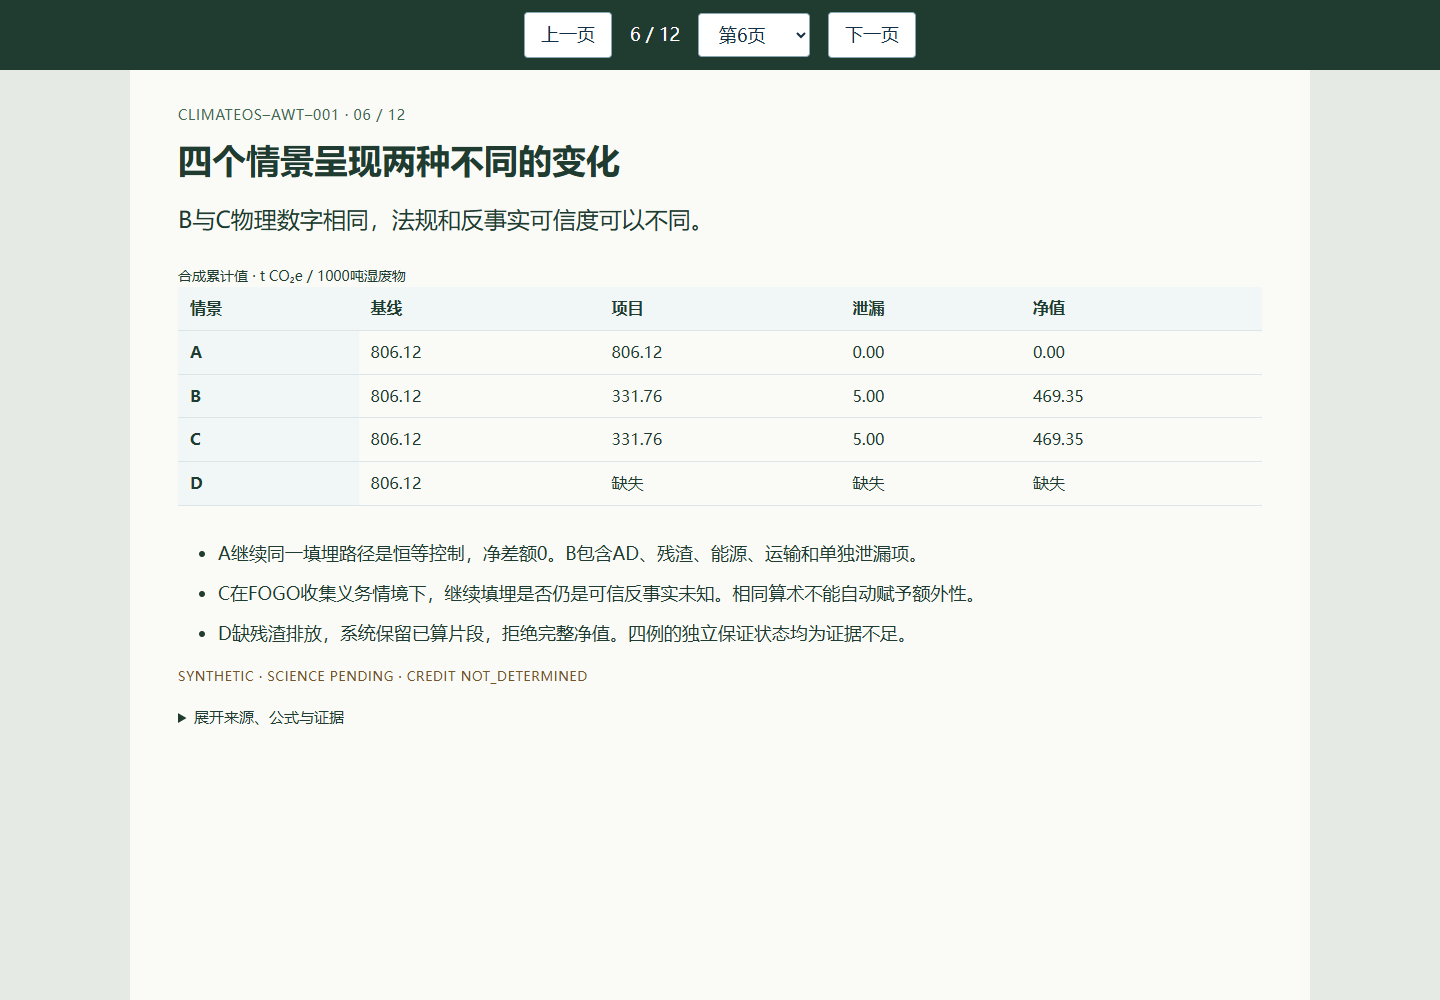 上一页 6 / 12 第6页 下一页
CLIMATEOS–AWT–001 · 06 / 12
四个情景呈现两种不同的变化
B与C物理数字相同，法规和反事实可信度可以不同。
合成累计值 · t CO₂e / 1000吨湿废物
情景 基线 项目 泄漏 净值
A 806.12 806.12 0.00 0.00
B 806.12 331.76 5.00 469.35
C 806.12 331.76 5.00 469.35
D 806.12 缺失 缺失 缺失
• A继续同一填埋路径是恒等控制，净差额0。B包含AD、残渣、能源、运输和单独泄漏项。
• C在FOGO收集义务情境下，继续填埋是否仍是可信反事实未知。相同算术不能自动赋予额外性。
• D缺残渣排放，系统保留已算片段，拒绝完整净值。四例的独立保证状态均为证据不足。
SYNTHETIC · SCIENCE PENDING · CREDIT NOT_DETERMINED
▶ 展开来源、公式与证据